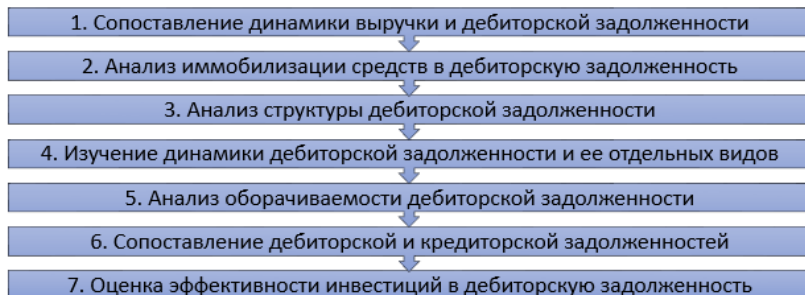 1. Сопоставление динамики выручки и дебиторской задолженности
2. Анализ иммобилизации средств в дебиторскую задолженность
3. Анализ структуры дебиторской задолженности
4. Изучение динамики дебиторской задолженности и ее отдельных видов
5. Анализ оборачиваемости дебиторской задолженности
6. Сопоставление дебиторской и кредиторской задолженностей
7. Оценка эффективности инвестиций в дебиторскую задолженность